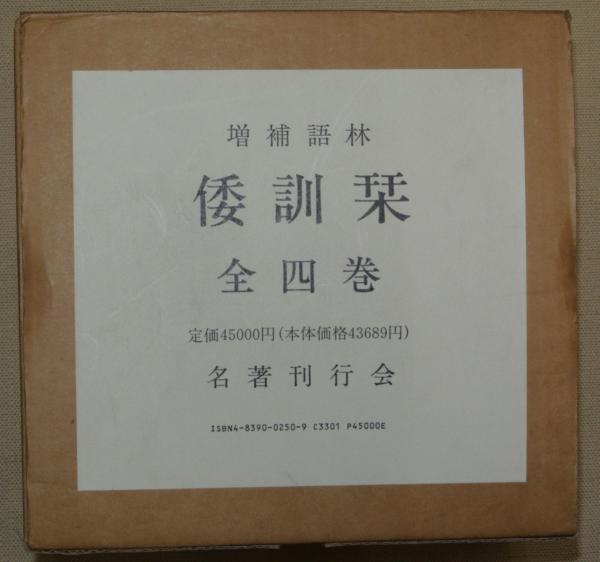 増補語林
倭訓栞
全四巻
定価45000円(本体価格43689円)
名著刊行会
ISBN4-8390-0250-9 C3301 P45000E